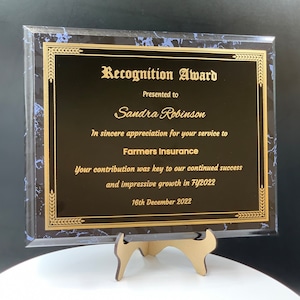 Recognition Award
Presented to
Sandra Robinson
In sincere appreciation for your service to
Farmers Insurance
Your contribution was key to our continued success
and impressive growth in FY2022
16th December 2022